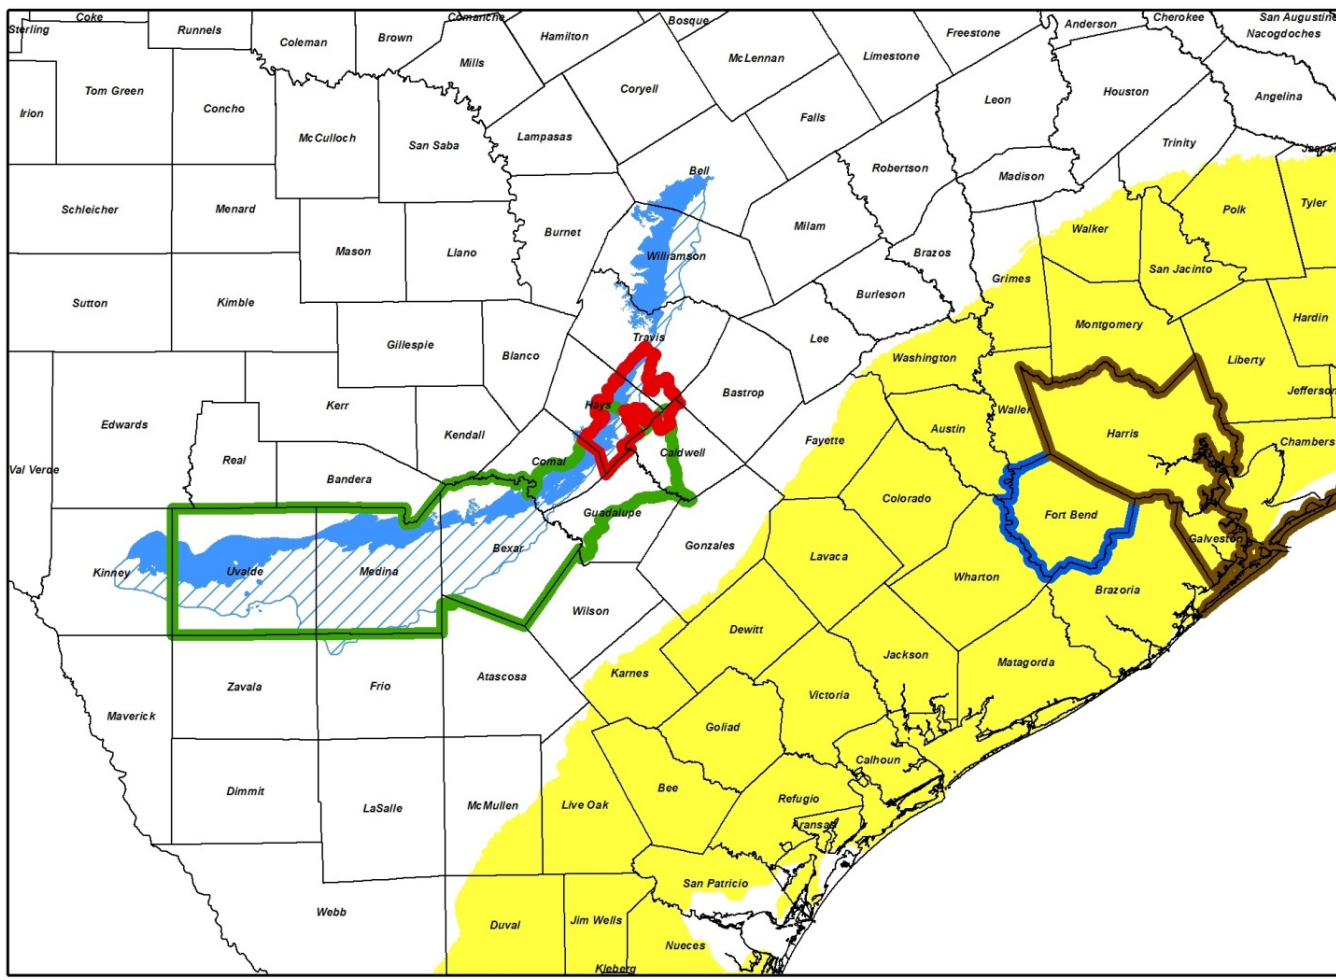 Sterling
Coke
Runnels
Coleman
Brown
Comanche
Hamilton
Bosque
Freestone
Anderson
Cherokee
San Augustine
Nacogdoches
Mills
McLennan
Limestone
Tom Green
Concho
Coryell
Leon
Houston
Angelina
Irion
McCulloch
San Saba
Lampasas
Falls
Trinity
Jasper
Robertson
Madison
Bell
Schleicher
Menard
Burnet
Milam
Polk
Tyler
Walker
Mason
Llano
Williamson
Brazos
San Jacinto
Grimes
Sutton
Kimble
Burleson
Montgomery
Hardin
Travis
Lee
Gillespie
Blanco
Washington
Liberty
Bastrop
Jefferson
Kerr
Hays
Waller
Edwards
Kendall
Austin
Harris
Fayette
Chambers
Val Verde
Real
Bandera
Comal
Caldwell
Colorado
Guadalupe
Fort Bend
Kinney
Uvalde
Medina
Bexar
Gonzales
Lavaca
Galveston
Wharton
Brazoria
Wilson
Dewitt
Zavala
Frio
Atascosa
Karnes
Jackson
Matagorda
Maverick
Victoria
Goliad
Calhoun
Dimmit
LaSalle
McMullen
Live Oak
Bee
Refugio
Aransas
San Patricio
Webb
Duval
Jim Wells
Nueces
Kleberg